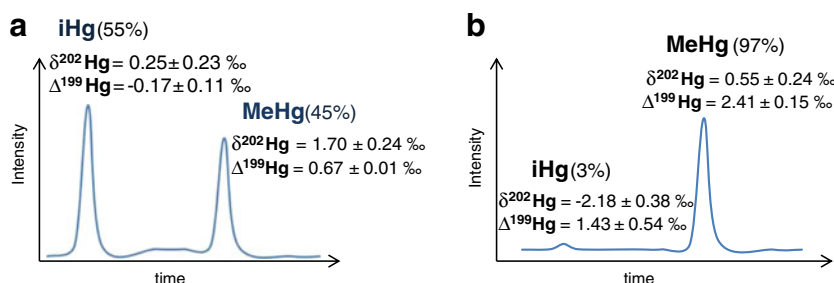 a
iHg (55%)
δ²⁰²Hg = 0.25± 0.23 ‰
Δ¹⁹⁹Hg =-0.17± 0.11 ‰
MeHg(45%)
δ²⁰²Hg = 1.70 ± 0.24 ‰
Δ¹⁹⁹Hg = 0.67 ± 0.01 ‰
Intensity
time
b
MeHg (97%)
δ²⁰²Hg = 0.55± 0.24 ‰
Δ¹⁹⁹Hg = 2.41 ± 0.15 ‰
iHg (3%)
δ²⁰²Hg = -2.18 ± 0.38 ‰
Δ¹⁹⁹Hg = 1.43 ± 0.54 ‰
Intensity
time